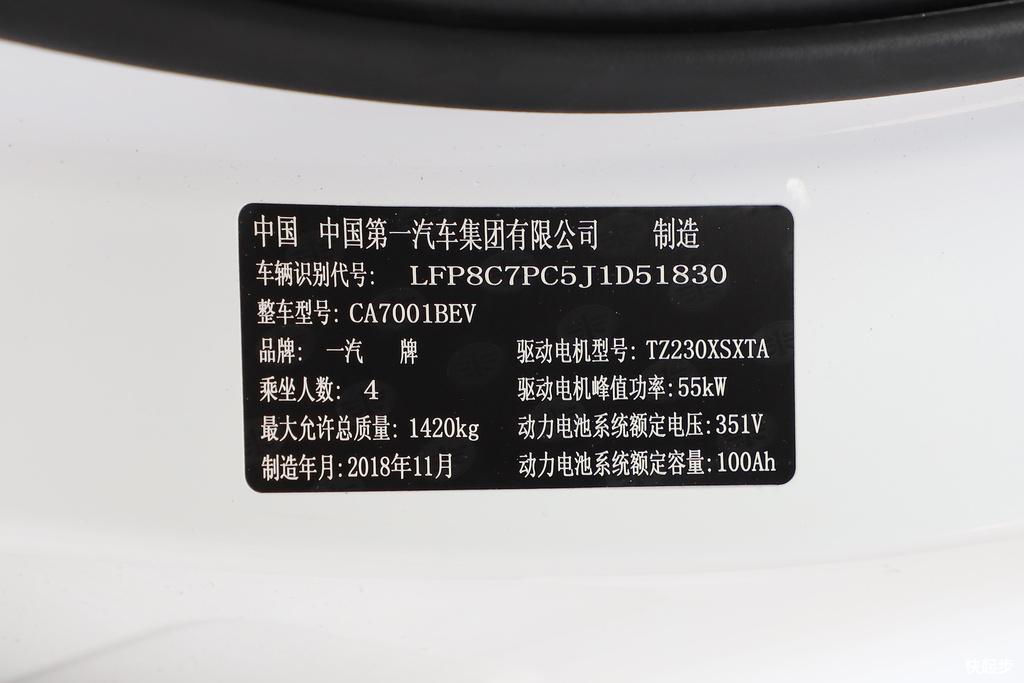 中国 中国第一汽车集团有限公司 制造
车辆识别代号: LFP8C7PC5J1D51830
整车型号: CA7001BEV
品牌: 一汽 牌 驱动电机型号: TZ230XSXTA
乘坐人数: 4 驱动电机峰值功率:55kW
最大允许总质量: 1420kg 动力电池系统额定电压:351V
制造年月:2018年11月 动力电池系统额定容量:100Ah
快起步